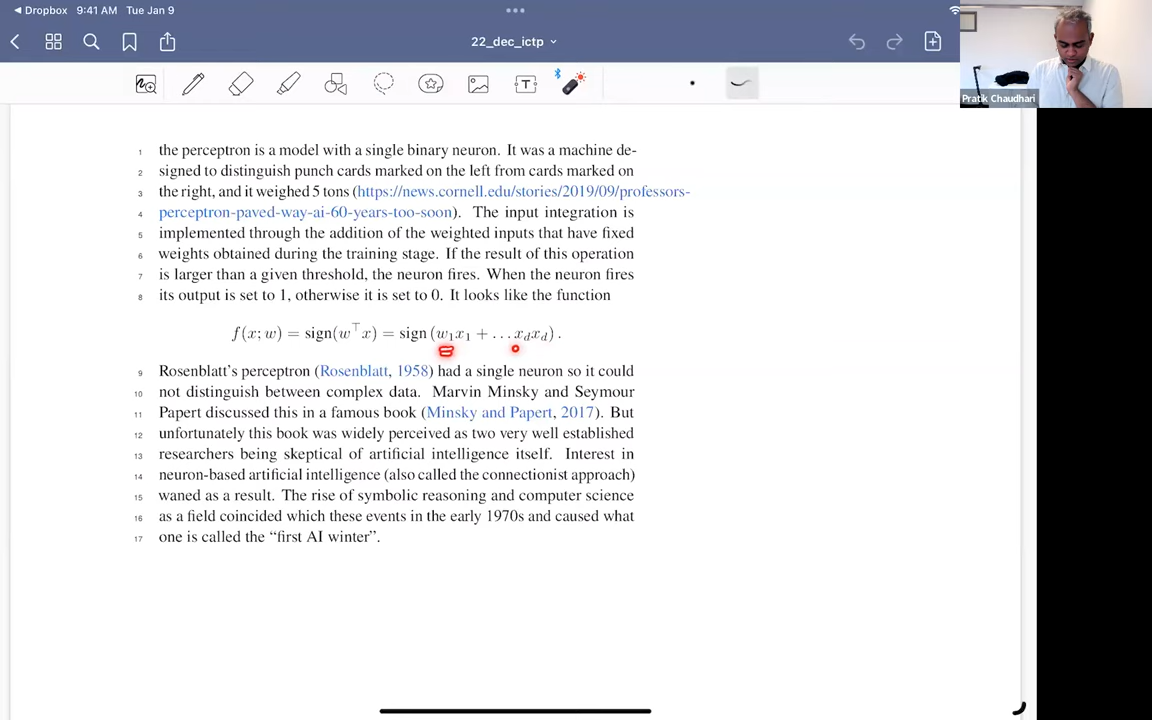 ◀ Dropbox 9:41 AM Tue Jan 9
22_dec_ictp
T
Pratik Chaudhari
1 the perceptron is a model with a single binary neuron. It was a machine de-
2 signed to distinguish punch cards marked on the left from cards marked on
3 the right, and it weighed 5 tons (https://news.cornell.edu/stories/2019/09/professors-
4 perceptron-paved-way-ai-60-years-too-soon). The input integration is
5 implemented through the addition of the weighted inputs that have fixed
6 weights obtained during the training stage. If the result of this operation
7 is larger than a given threshold, the neuron fires. When the neuron fires
8 its output is set to 1, otherwise it is set to 0. It looks like the function
f(x; w) = sign(w⊤x) = sign (w₁x₁ + … x_d x_d) .
9 Rosenblatt's perceptron (Rosenblatt, 1958) had a single neuron so it could
10 not distinguish between complex data. Marvin Minsky and Seymour
11 Papert discussed this in a famous book (Minsky and Papert, 2017). But
12 unfortunately this book was widely perceived as two very well established
13 researchers being skeptical of artificial intelligence itself. Interest in
14 neuron-based artificial intelligence (also called the connectionist approach)
15 waned as a result. The rise of symbolic reasoning and computer science
16 as a field coincided which these events in the early 1970s and caused what
17 one is called the “first AI winter”.